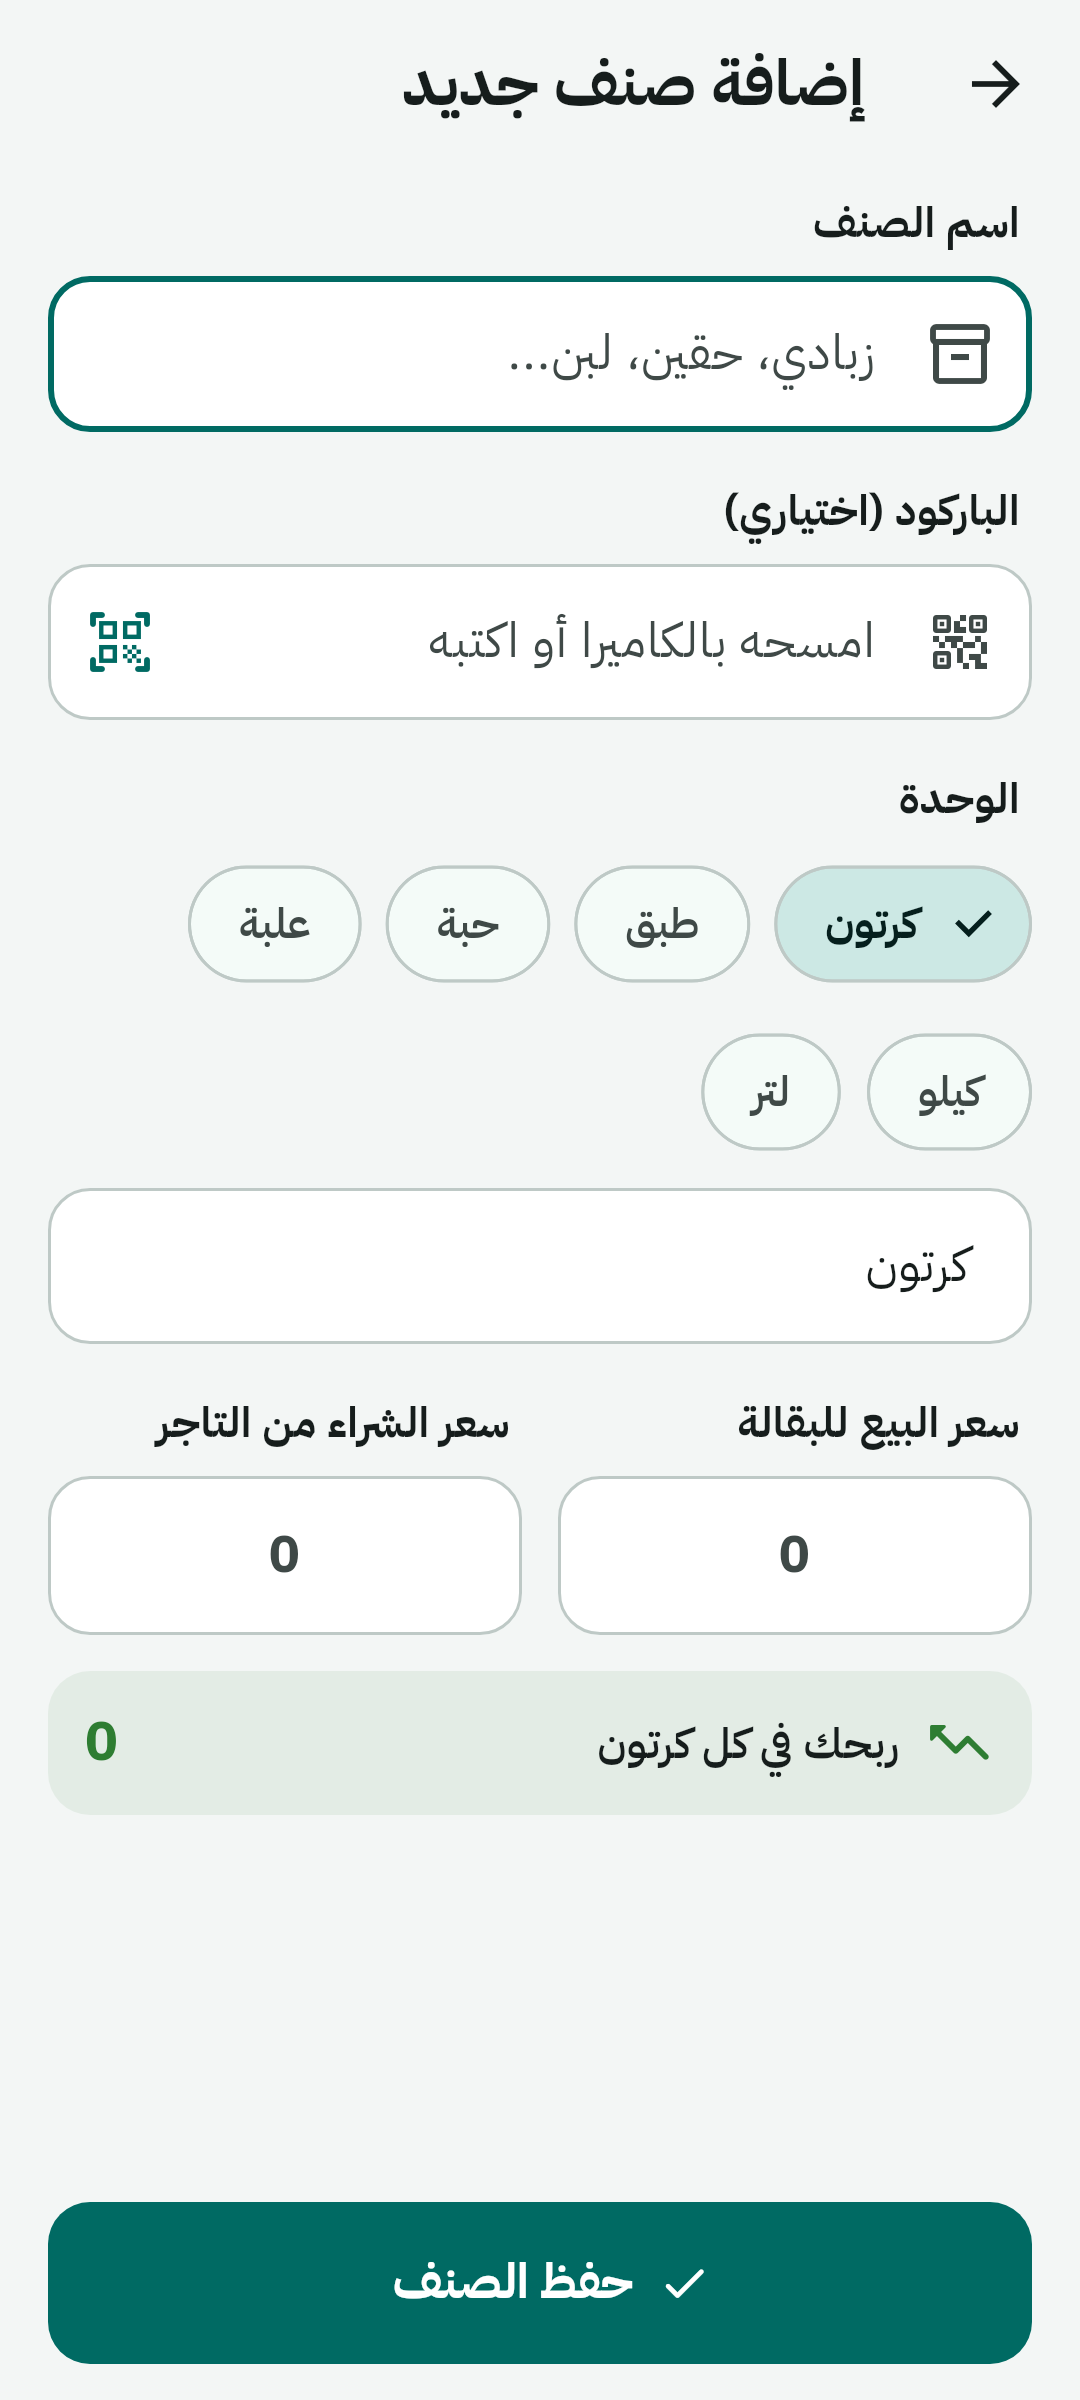 إضافة صنف جديد
اسم الصنف
زبادي، حقين، لبن...
الباركود (اختياري)
امسحه بالكاميرا أو اكتبه
الوحدة
كرتون
طبق
حبة
علبة
كيلو
لتر
كرتون
سعر البيع للبقالة
سعر الشراء من التاجر
0
0
ربحك في كل كرتون
0
حفظ الصنف